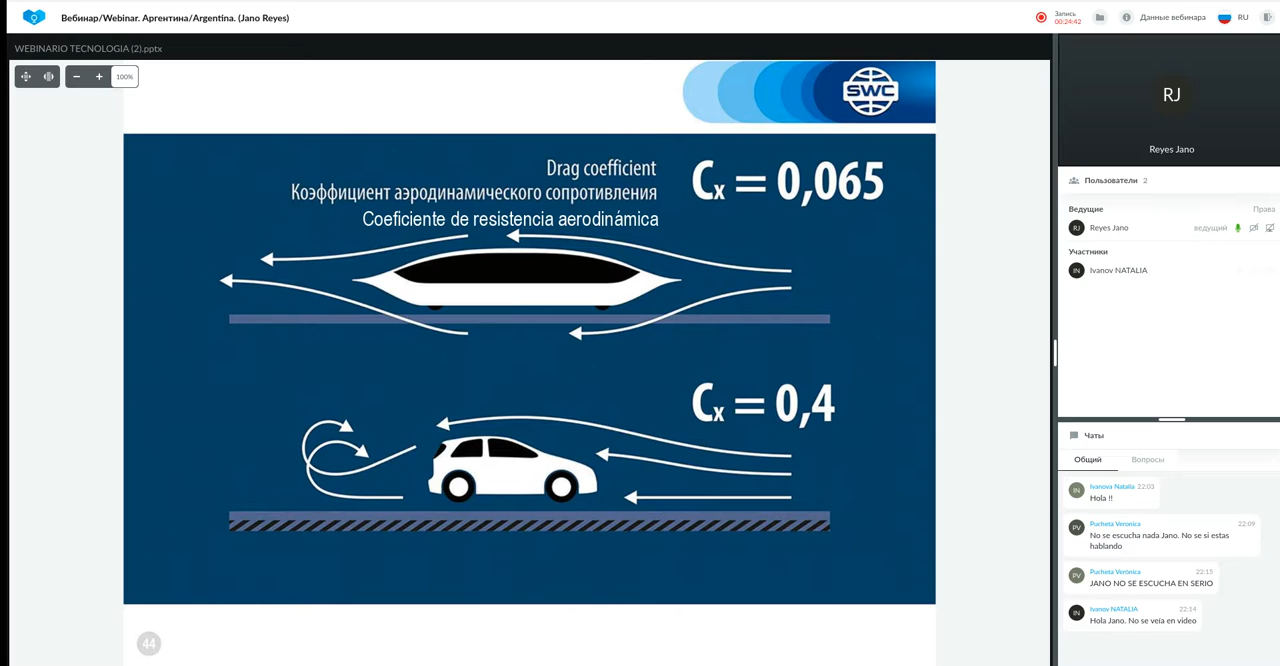 Вебинар/Webinar. Аргентина/Argentina. (Jano Reyes)
Запись
00:24:42
Данные вебинара
RU
WEBINARIO TECNOLOGIA (2).pptx
100%
SWC
Drag coefficient
Коэффициент аэродинамического сопротивления
Coeficiente de resistencia aerodinámica
Cx = 0,065
Cx = 0,4
44
RJ
Reyes Jano
Пользователи 2
Ведущие Права
RJ Reyes Jano ведущий
Участники
IN Ivanov NATALIA
Чаты
Общий Вопросы
IN Ivanova Natalia 22:03
Hola !!
PV Pucheta Veronica 22:09
No se escucha nada Jano. No se si estas
hablando
PV Pucheta Verónica 22:15
JANO NO SE ESCUCHA EN SERIO
IN Ivanov NATALIA 22:14
Hola Jano. No se veía en video